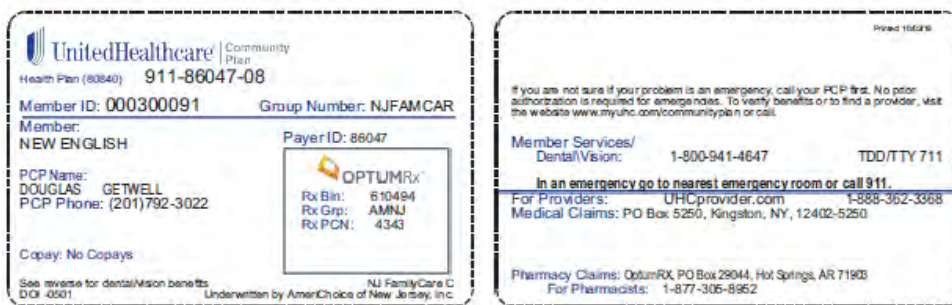 UnitedHealthcare | Community Plan
Health Plan (80840) 911-86047-08
Member ID: 000300091 Group Number: NJFAMCAR
Member:
NEW ENGLISH
Payer ID: 86047
PCP Name:
DOUGLAS GETWELL
PCP Phone: (201)792-3022
OPTUMRx
Rx Bin: 610494
Rx Grp: AMNJ
Rx PCN: 4343
Copay: No Copays
See reverse for dental/vision benefits
NJ FamilyCare C
DOI -0501
Underwritten by AmeriChoice of New Jersey, Inc.
Printed
If you are not sure if your problem is an emergency, call your PCP first. No prior
authorization is required for emergencies. To verify benefits or to find a provider, visit
the website www.myuhc.com/communityplan or call.
Member Services/
Dental\Vision: 1-800-941-4647 TDD/TTY 711
In an emergency go to nearest emergency room or call 911.
For Providers: UHCprovider.com 1-888-362-3368
Medical Claims: PO Box 5250, Kingston, NY, 12402-5250
Pharmacy Claims: OptumRX, PO Box 29044, Hot Springs, AR 71903
For Pharmacists: 1-877-305-8952